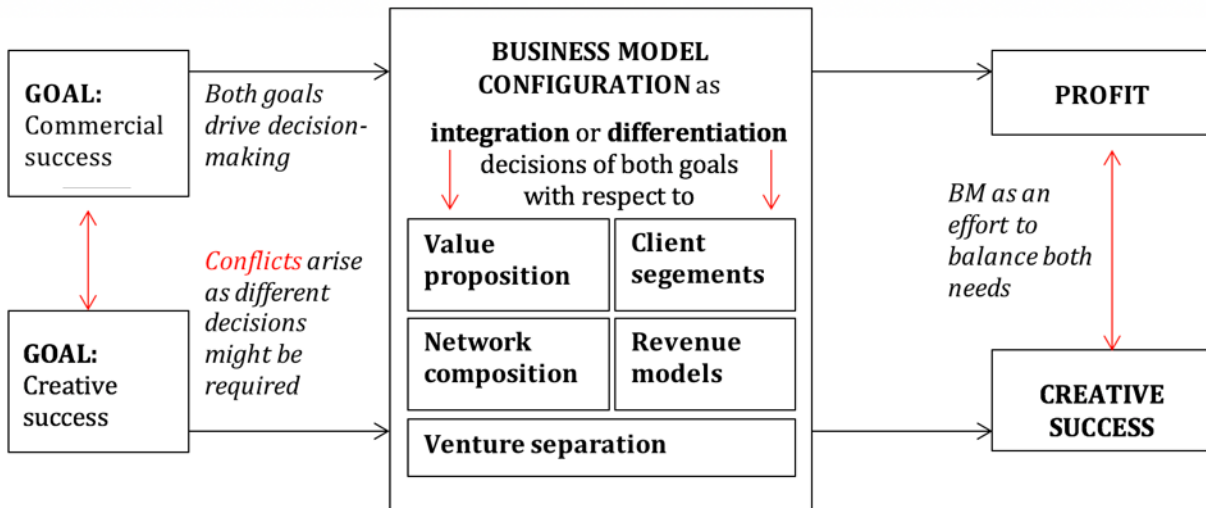 GOAL:
Commercial
success
Both goals
drive decision-
making
Conflicts arise
as different
decisions
might be
required
GOAL:
Creative
success
BUSINESS MODEL
CONFIGURATION as
integration or differentiation
decisions of both goals
with respect to
Value
proposition
Client
segements
Network
composition
Revenue
models
Venture separation
PROFIT
BM as an
effort to
balance both
needs
CREATIVE
SUCCESS